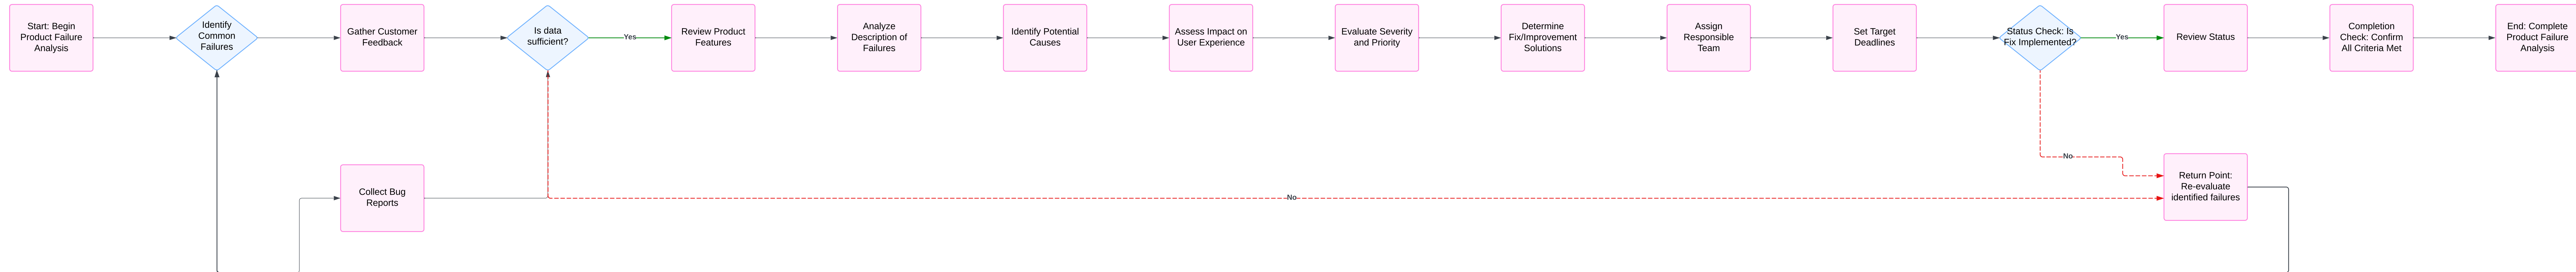 Start: Begin
Product Failure
Analysis
Identify
Common
Failures
Gather Customer
Feedback
Is data
sufficient?
Yes
Review Product
Features
Analyze
Description of
Failures
Identify Potential
Causes
Assess Impact on
User Experience
Evaluate Severity
and Priority
Determine
Fix/Improvement
Solutions
Assign
Responsible
Team
Set Target
Deadlines
Status Check: Is
Fix Implemented?
Yes
Review Status
Completion
Check: Confirm
All Criteria Met
End: Complete
Product Failure
Analysis
No
Collect Bug
Reports
No
Return Point:
Re-evaluate
identified failures